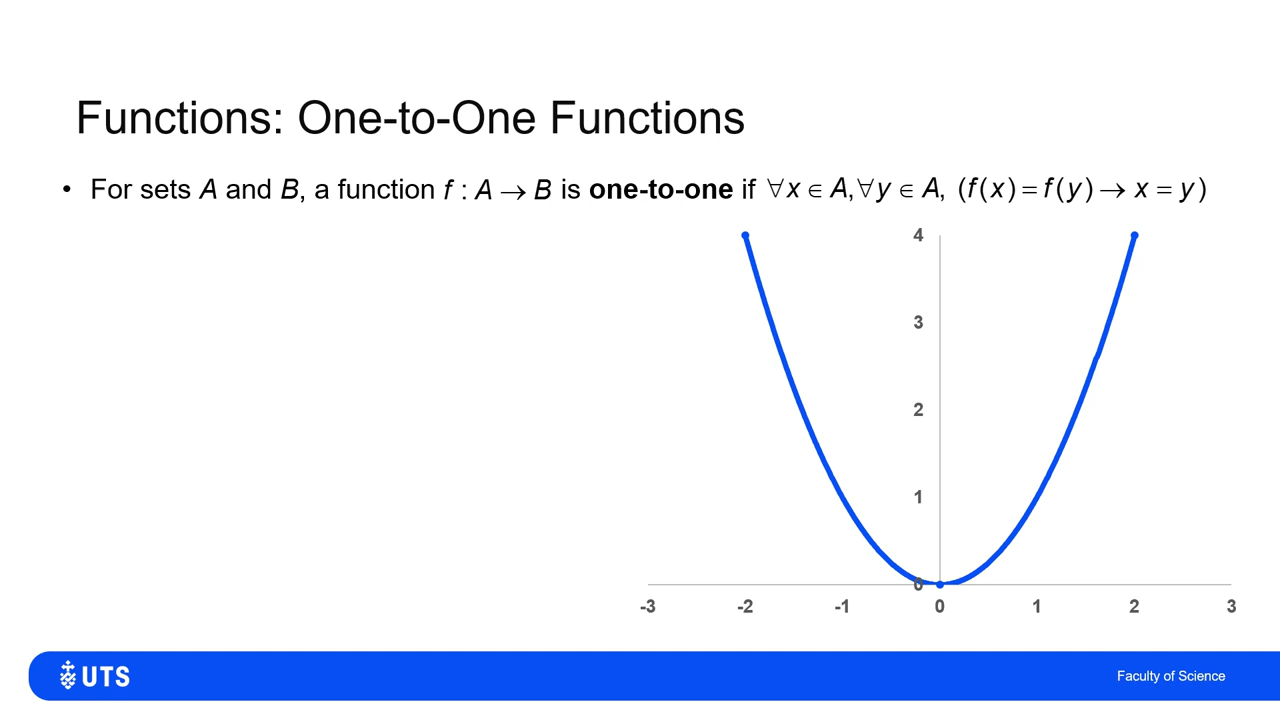 Functions: One-to-One Functions
• For sets A and B, a function f : A → B is one-to-one if ∀x ∈ A, ∀y ∈ A, (f(x) = f(y) → x = y)
4
3
2
1
0
-3 -2 -1 0 1 2 3
UTS
Faculty of Science